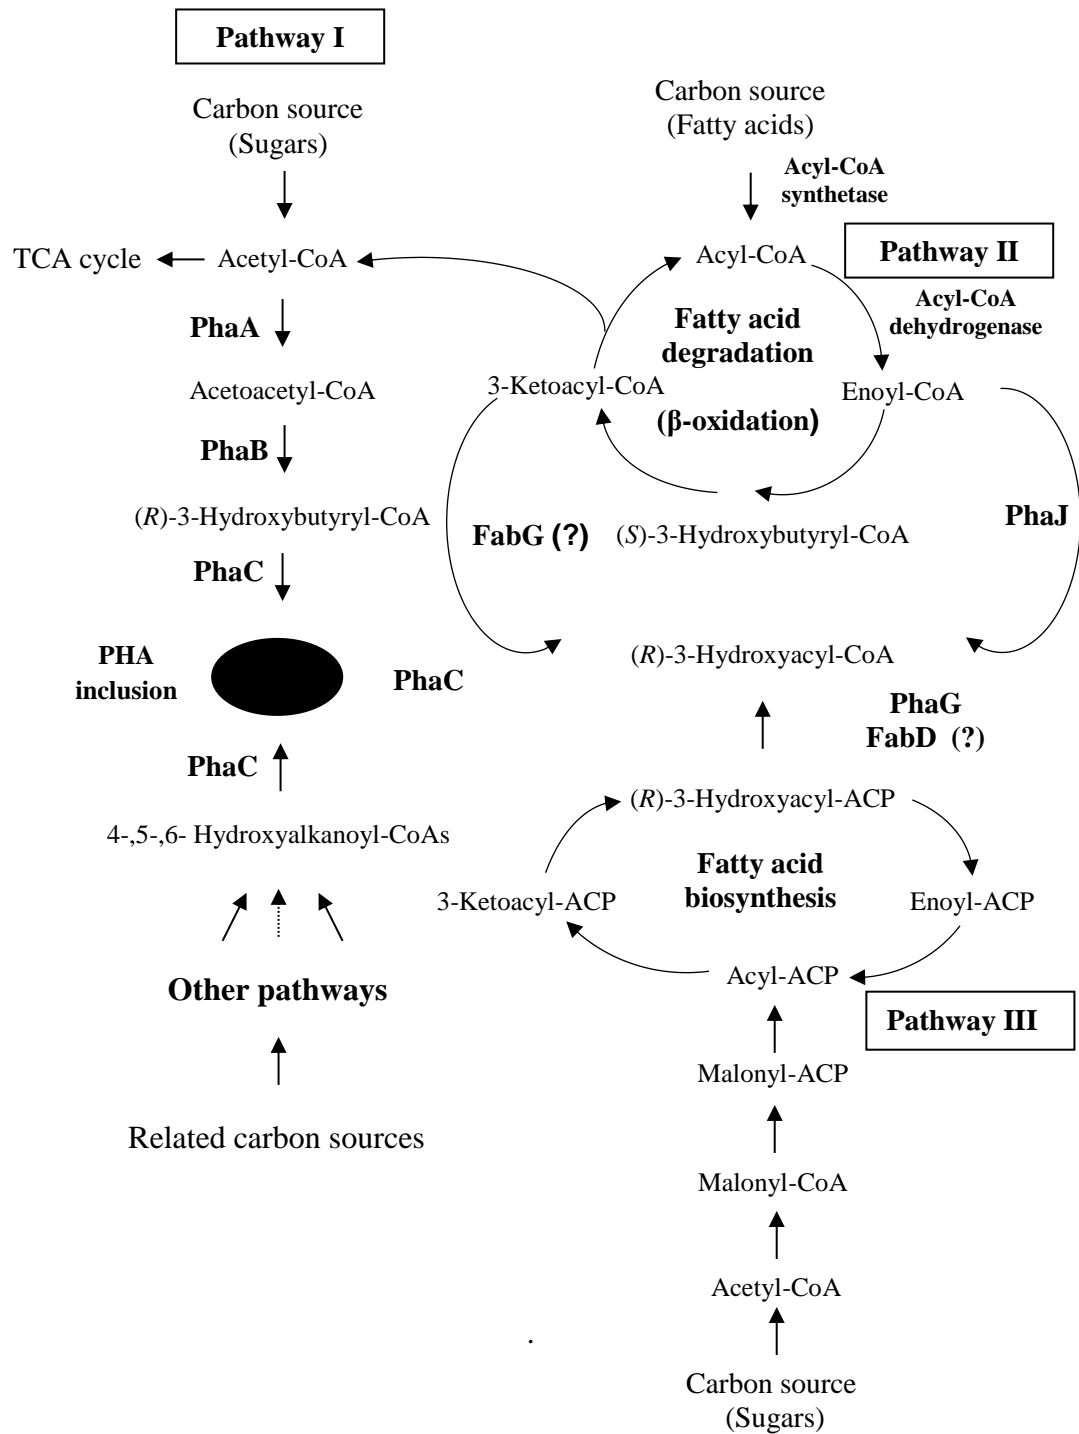 Pathway I
Carbon source
(Sugars)
Carbon source
(Fatty acids)
Acyl-CoA
synthetase
TCA cycle
Acetyl-CoA
Acyl-CoA
Pathway II
Acyl-CoA
dehydrogenase
PhaA
Fatty acid
degradation
Acetoacetyl-CoA
3-Ketoacyl-CoA
Enoyl-CoA
(β-oxidation)
PhaB
(R)-3-Hydroxybutyryl-CoA
FabG (?)
(S)-3-Hydroxybutyryl-CoA
PhaJ
PhaC
PHA
inclusion
PhaC
(R)-3-Hydroxyacyl-CoA
PhaG
FabD (?)
PhaC
4-,5-,6- Hydroxyalkanoyl-CoAs
(R)-3-Hydroxyacyl-ACP
Fatty acid
biosynthesis
3-Ketoacyl-ACP
Enoyl-ACP
Other pathways
Acyl-ACP
Pathway III
Malonyl-ACP
Related carbon sources
Malonyl-CoA
Acetyl-CoA
.
Carbon source
(Sugars)